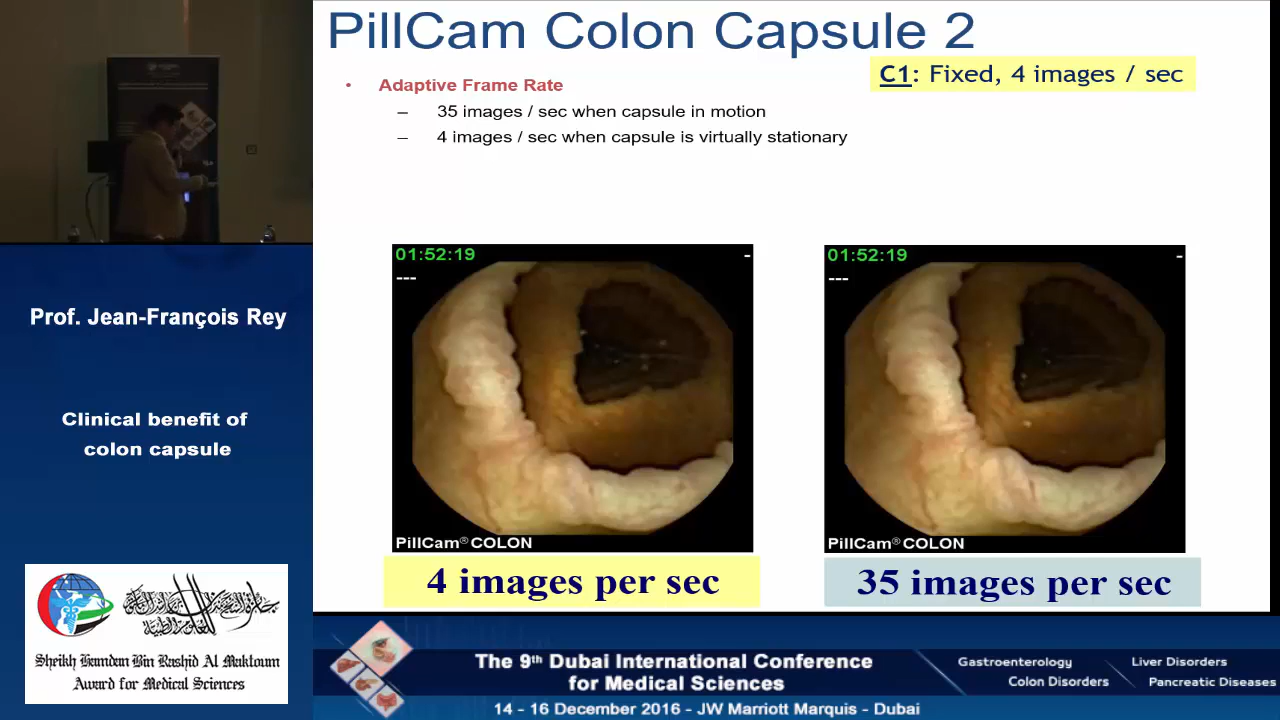 PillCam Colon Capsule 2
C1: Fixed, 4 images / sec
• Adaptive Frame Rate
– 35 images / sec when capsule in motion
– 4 images / sec when capsule is virtually stationary
01:52:19
-
---
PillCam®COLON
4 images per sec
01:52:19
-
---
PillCam®COLON
35 images per sec
Prof. Jean-François Rey
Clinical benefit of
colon capsule
Sheikh Hamdan Bin Rashid Al Maktoum
Award for Medical Sciences
The 9th Dubai International Conference
for Medical Sciences
14 - 16 December 2016 - JW Marriott Marquis - Dubai
Gastroenterology
Liver Disorders
Colon Disorders
Pancreatic Diseases